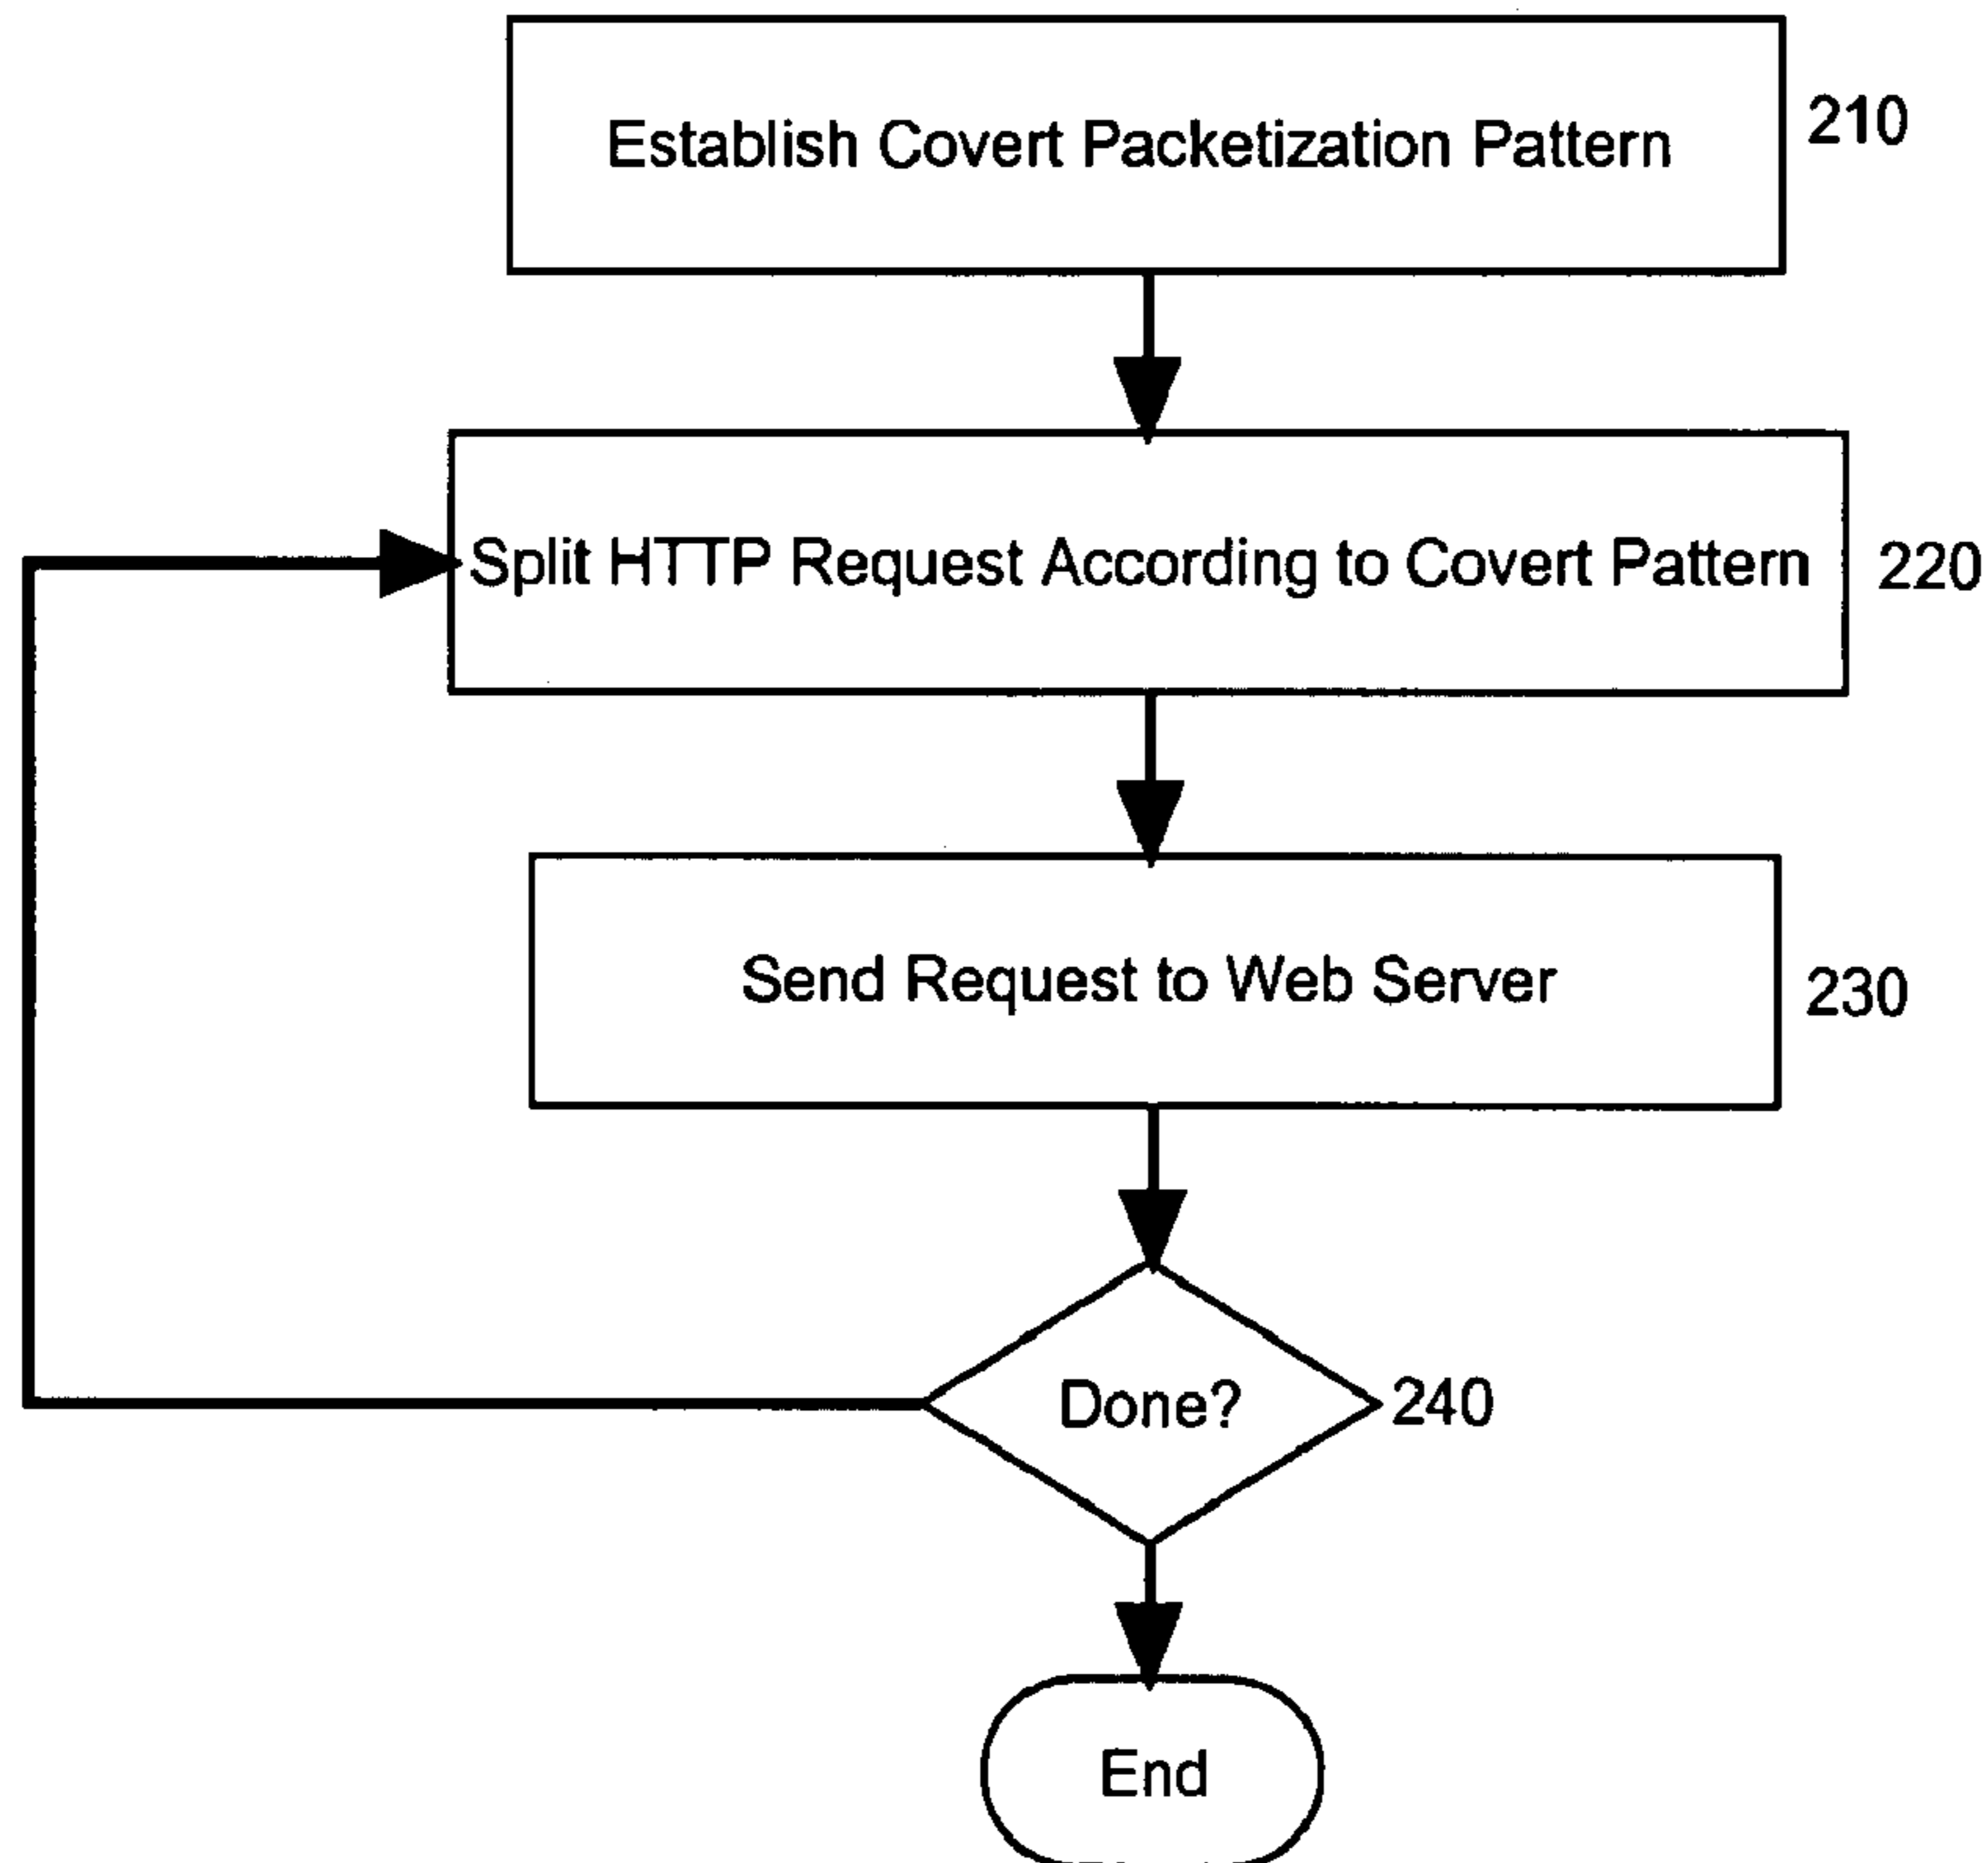 Establish Covert Packetization Pattern
210
Split HTTP Request According to Covert Pattern
220
Send Request to Web Server
230
Done?
240
End